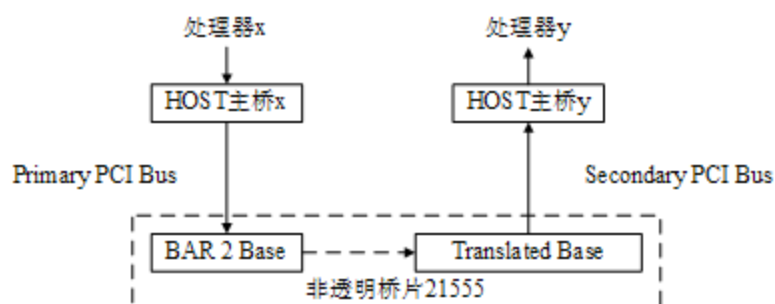 处理器x 处理器y
HOST主桥x HOST主桥y
Primary PCI Bus Secondary PCI Bus
BAR 2 Base Translated Base
非透明桥片21555